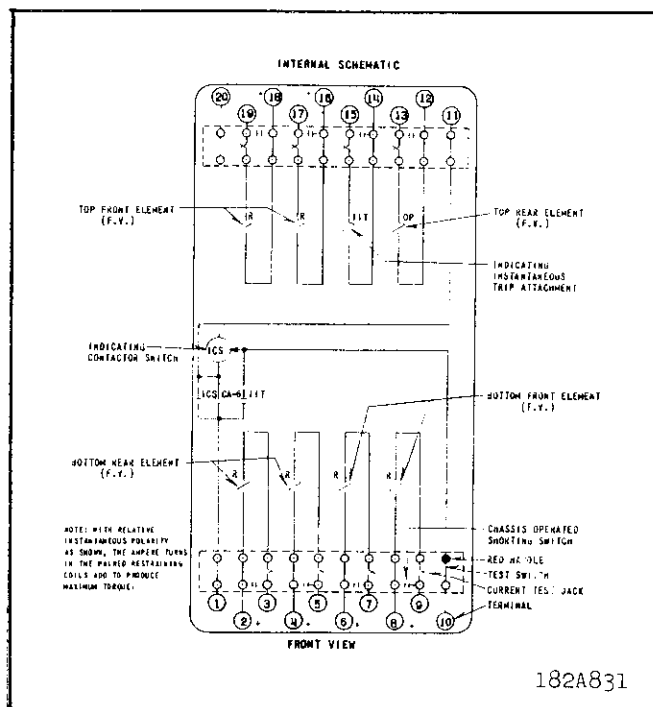 INTERNAL SCHEMATIC
20 18 16 14 12
19 17 15 13 11
TOP FRONT ELEMENT
(F.V.)
R R IIT OP
TOP REAR ELEMENT
(F.V.)
INDICATING
INSTANTANEOUS
TRIP ATTACHMENT
INDICATING
CONTACTOR SWITCH
ICS
ICS CA-6 IIT
BOTTOM FRONT ELEMENT
(F.V.)
BOTTOM REAR ELEMENT
(F.V.)
R R R R
NOTE: WITH RELATIVE
INSTANTANEOUS POLARITY
AS SHOWN, THE AMPERE TURNS
IN THE PAIRED RESTRAINING
COILS ADD TO PRODUCE
MAXIMUM TORQUE.
CHASSIS OPERATED
SHORTING SWITCH
RED HANDLE
TEST SWITCH
CURRENT TEST JACK
TERMINAL
1 3 5 7 9
2 + 4 + 6 + 8 + 10
FRONT VIEW
182A831